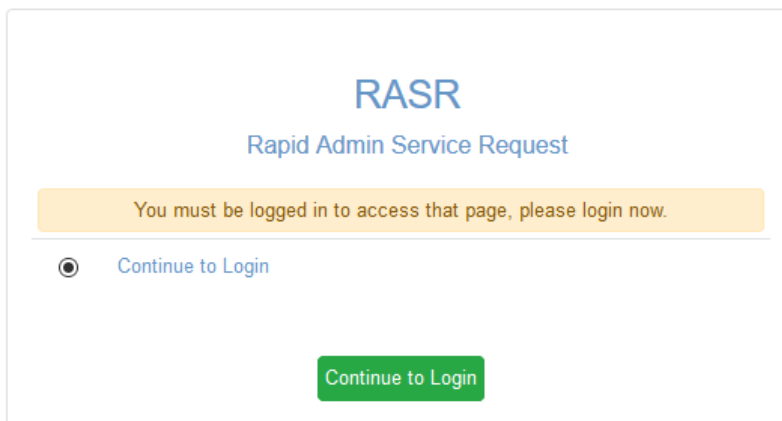 RASR
Rapid Admin Service Request
You must be logged in to access that page, please login now.
Continue to Login
Continue to Login